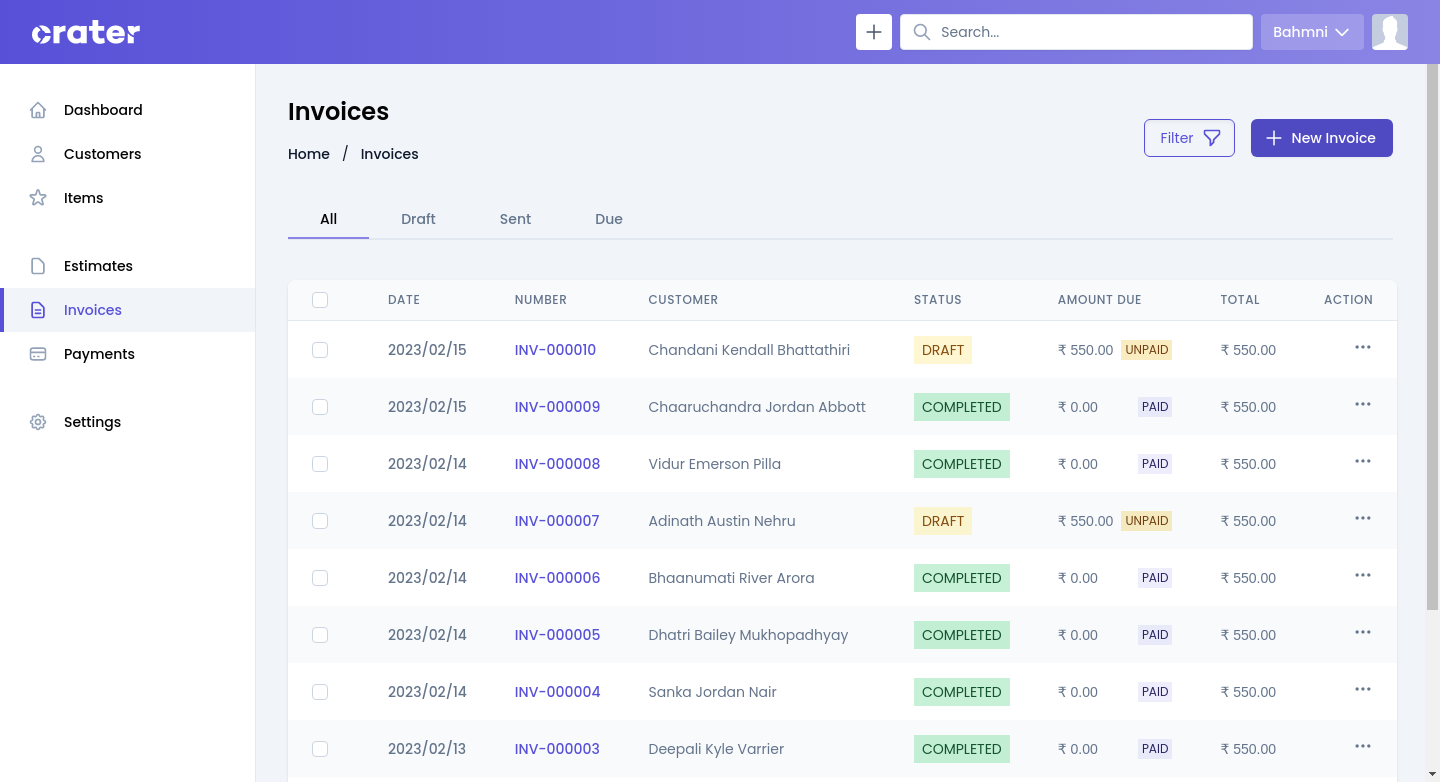 crater
Search...
Bahmni
Dashboard
Customers
Items
Estimates
Invoices
Payments
Settings
Invoices
Home / Invoices
Filter
New Invoice
All Draft Sent Due
DATE NUMBER CUSTOMER STATUS AMOUNT DUE TOTAL ACTION
2023/02/15 INV-000010 Chandani Kendall Bhattathiri DRAFT ₹ 550.00 UNPAID ₹ 550.00
2023/02/15 INV-000009 Chaaruchandra Jordan Abbott COMPLETED ₹ 0.00 PAID ₹ 550.00
2023/02/14 INV-000008 Vidur Emerson Pilla COMPLETED ₹ 0.00 PAID ₹ 550.00
2023/02/14 INV-000007 Adinath Austin Nehru DRAFT ₹ 550.00 UNPAID ₹ 550.00
2023/02/14 INV-000006 Bhaanumati River Arora COMPLETED ₹ 0.00 PAID ₹ 550.00
2023/02/14 INV-000005 Dhatri Bailey Mukhopadhyay COMPLETED ₹ 0.00 PAID ₹ 550.00
2023/02/14 INV-000004 Sanka Jordan Nair COMPLETED ₹ 0.00 PAID ₹ 550.00
2023/02/13 INV-000003 Deepali Kyle Varrier COMPLETED ₹ 0.00 PAID ₹ 550.00